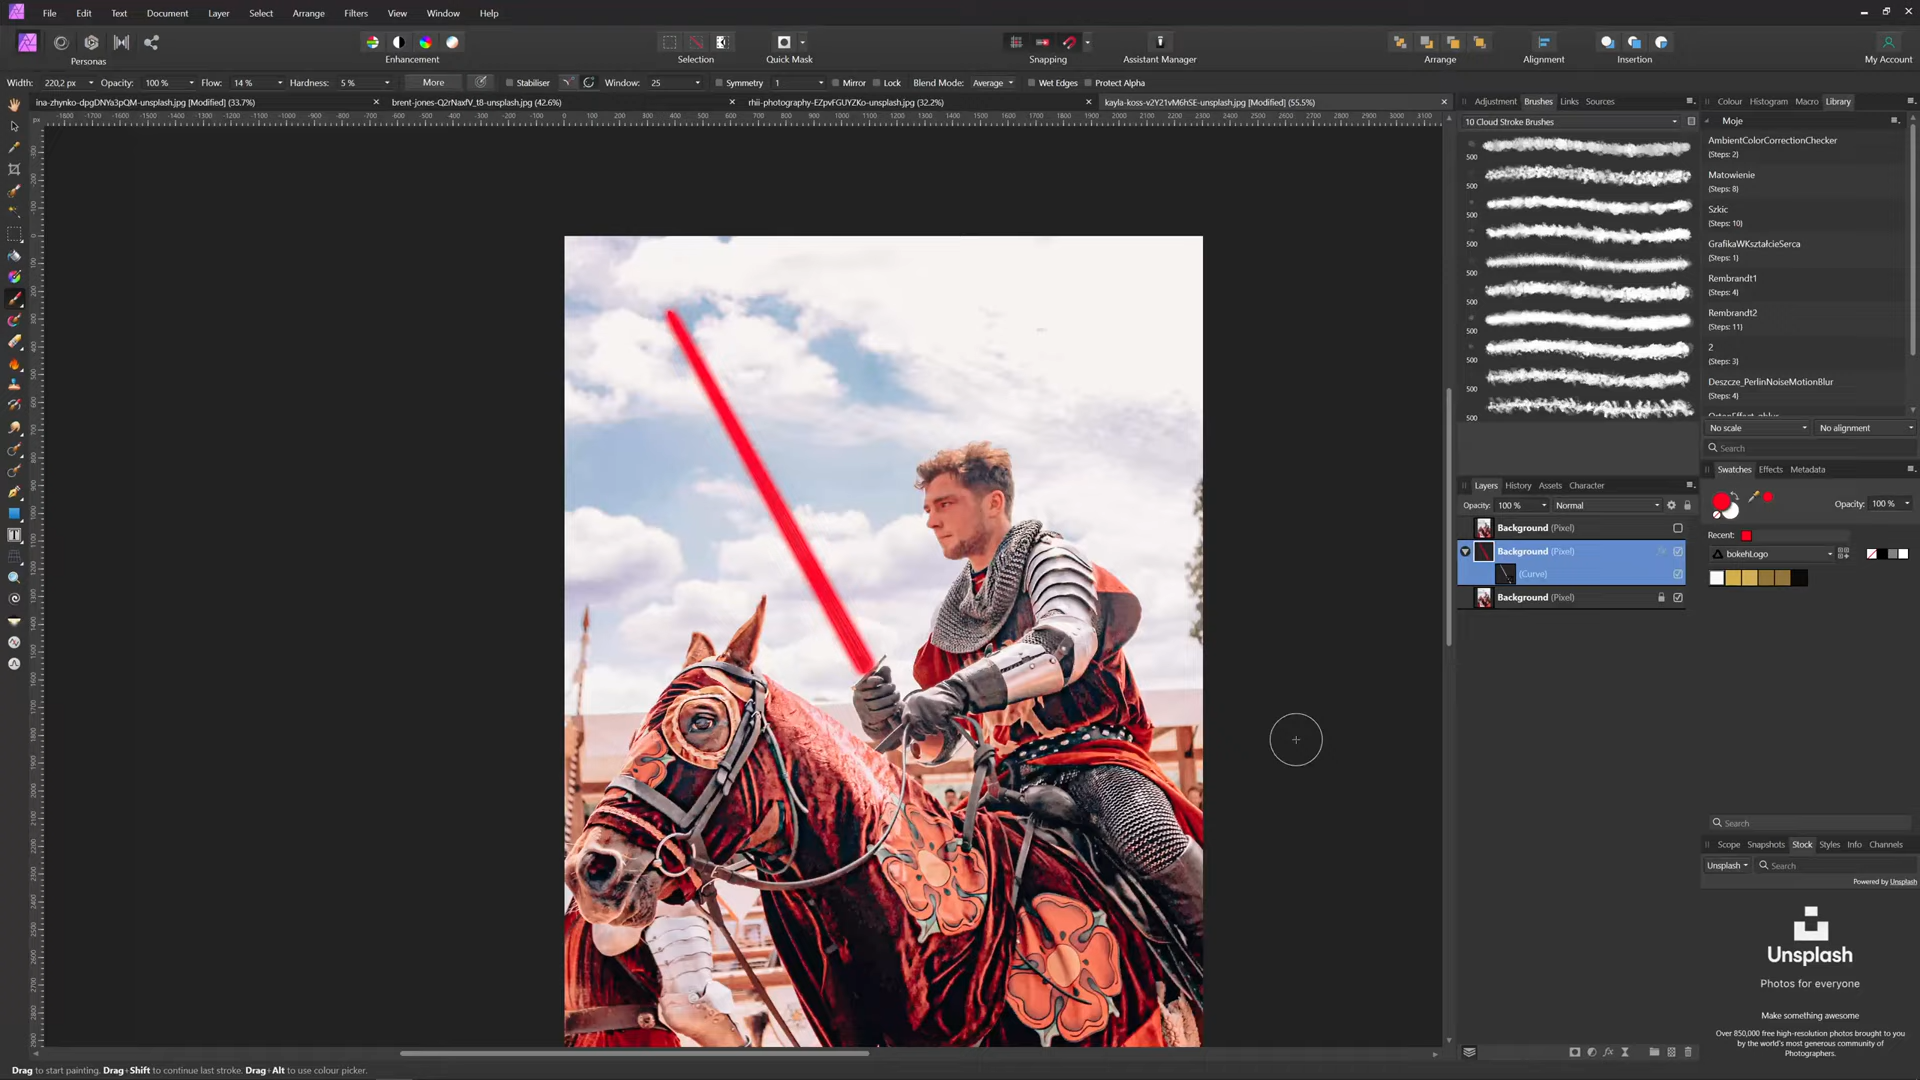 File Edit Text Document Layer Select Arrange Filters View Window Help
Personas Enhancement Selection Quick Mask Snapping Assistant Manager Arrange Alignment Insertion My Account
Width: 220,2 px Opacity: 100 % Flow: 14 % Hardness: 5 % More Stabiliser Window: 25 Symmetry 1 Mirror Lock Blend Mode: Average Wet Edges Protect Alpha
ina-zhynko-dpgDNYa3pQM-unsplash.jpg [Modified] (33.7%) brent-jones-Q2rNaxfV_t8-unsplash.jpg (42.6%) rhii-photography-EZpvFGUYZKo-unsplash.jpg (32.2%) kayla-koss-v2Y21vM6hSE-unsplash.jpg [Modified] (55.5%)
Adjustment Brushes Links Sources
10 Cloud Stroke Brushes
500
500
500
500
500
500
500
500
500
500
Colour Histogram Macro Library
Moje
AmbientColorCorrectionChecker
(Steps: 2)
Matowienie
(Steps: 8)
Szkic
(Steps: 10)
GrafikaWKształcieSerca
(Steps: 1)
Rembrandt1
(Steps: 4)
Rembrandt2
(Steps: 11)
2
(Steps: 3)
Deszcze_PerlinNoiseMotionBlur
(Steps: 4)
No scale No alignment
Search
Layers History Assets Character
Opacity: 100 % Normal
Background (Pixel)
Background (Pixel)
(Curve)
Background (Pixel)
Swatches Effects Metadata
Opacity: 100 %
Recent:
bokehLogo
Search
Scope Snapshots Stock Styles Info Channels
Unsplash Search
Powered by Unsplash
Unsplash
Photos for everyone
Make something awesome
Over 850,000 free high-resolution photos brought to you
by the world's most generous community of
Photographers.
Drag to start painting. Drag+Shift to continue last stroke. Drag+Alt to use colour picker.